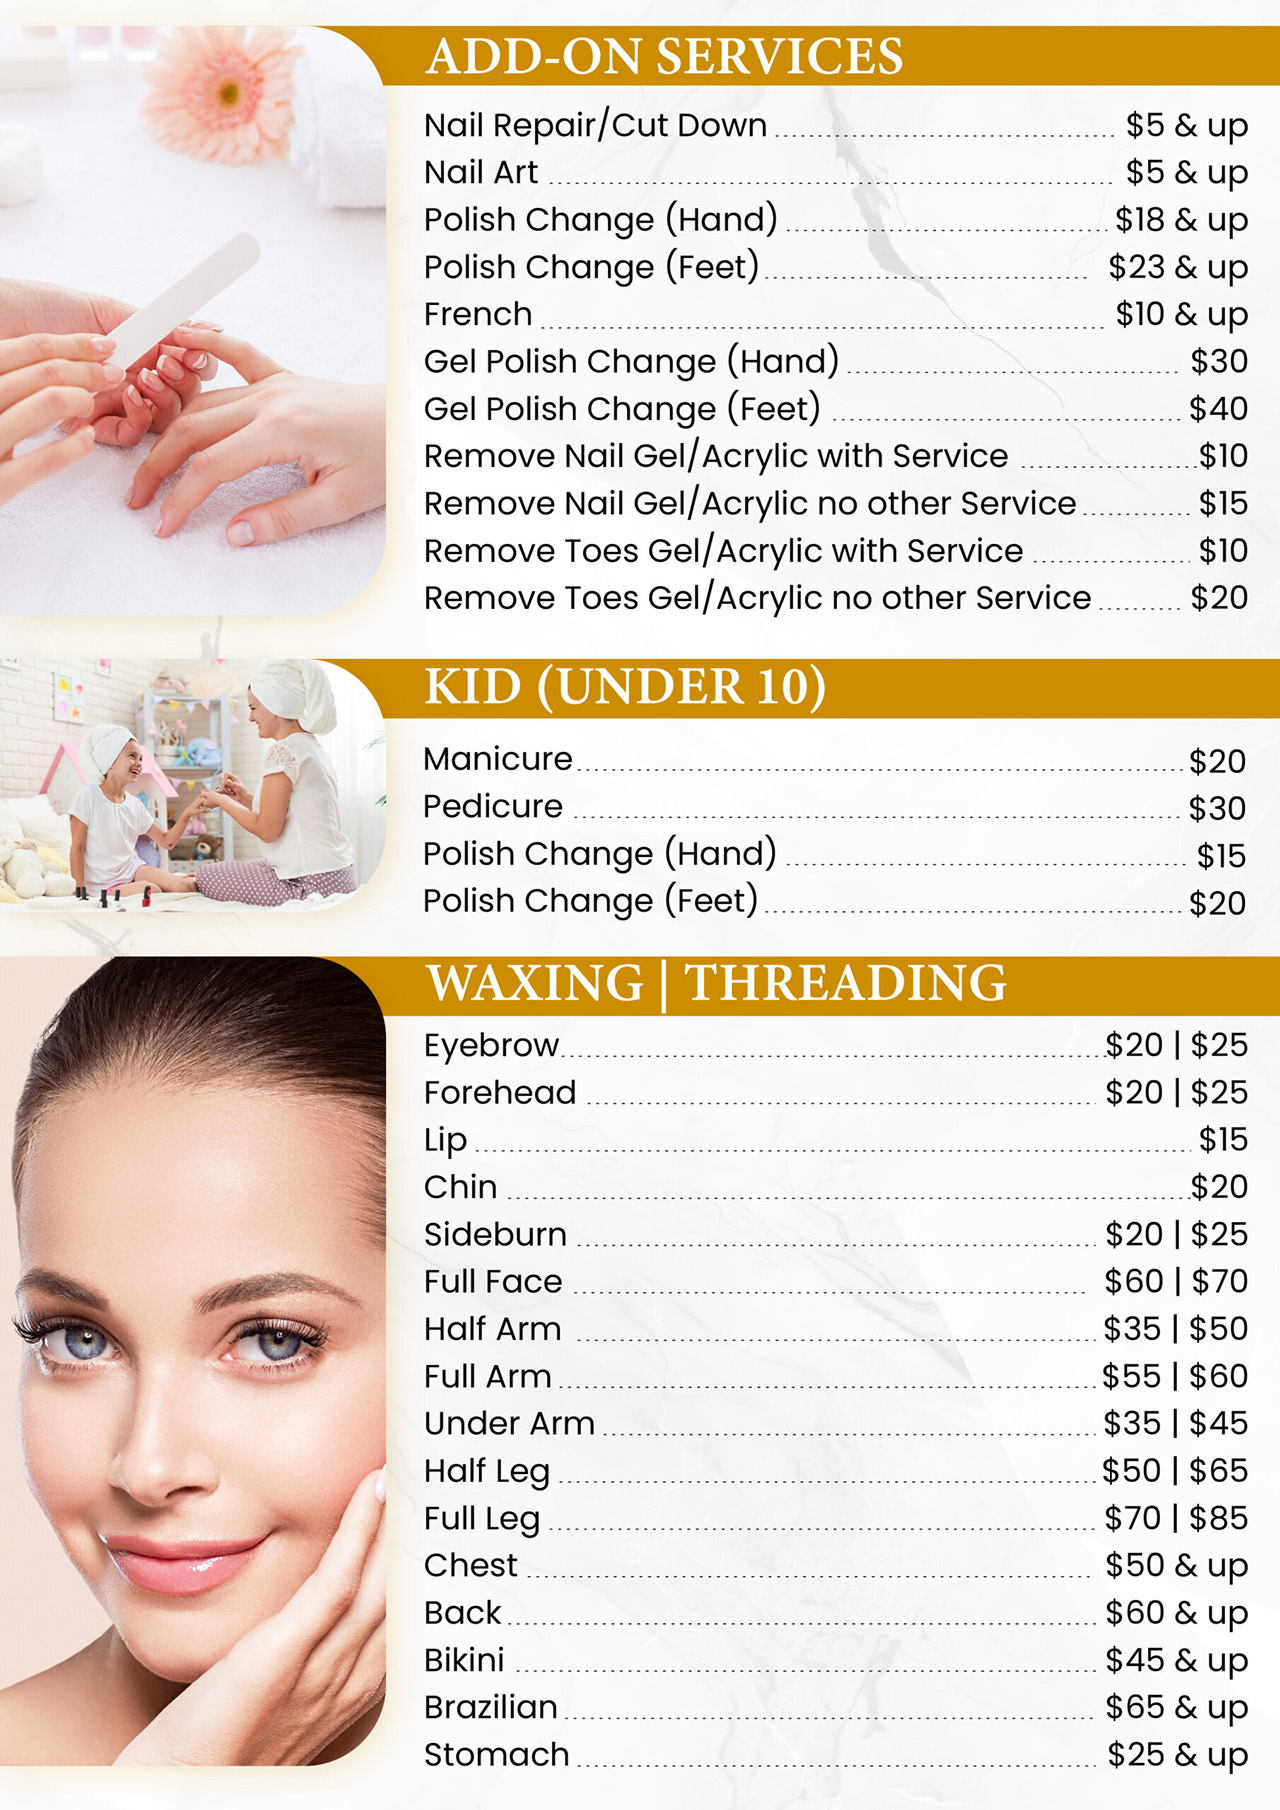 ADD-ON SERVICES
Nail Repair/Cut Down $5 & up
Nail Art $5 & up
Polish Change (Hand) $18 & up
Polish Change (Feet) $23 & up
French $10 & up
Gel Polish Change (Hand) $30
Gel Polish Change (Feet) $40
Remove Nail Gel/Acrylic with Service $10
Remove Nail Gel/Acrylic no other Service $15
Remove Toes Gel/Acrylic with Service $10
Remove Toes Gel/Acrylic no other Service $20
KID (UNDER 10)
Manicure $20
Pedicure $30
Polish Change (Hand) $15
Polish Change (Feet) $20
WAXING | THREADING
Eyebrow $20 | $25
Forehead $20 | $25
Lip $15
Chin $20
Sideburn $20 | $25
Full Face $60 | $70
Half Arm $35 | $50
Full Arm $55 | $60
Under Arm $35 | $45
Half Leg $50 | $65
Full Leg $70 | $85
Chest $50 & up
Back $60 & up
Bikini $45 & up
Brazilian $65 & up
Stomach $25 & up